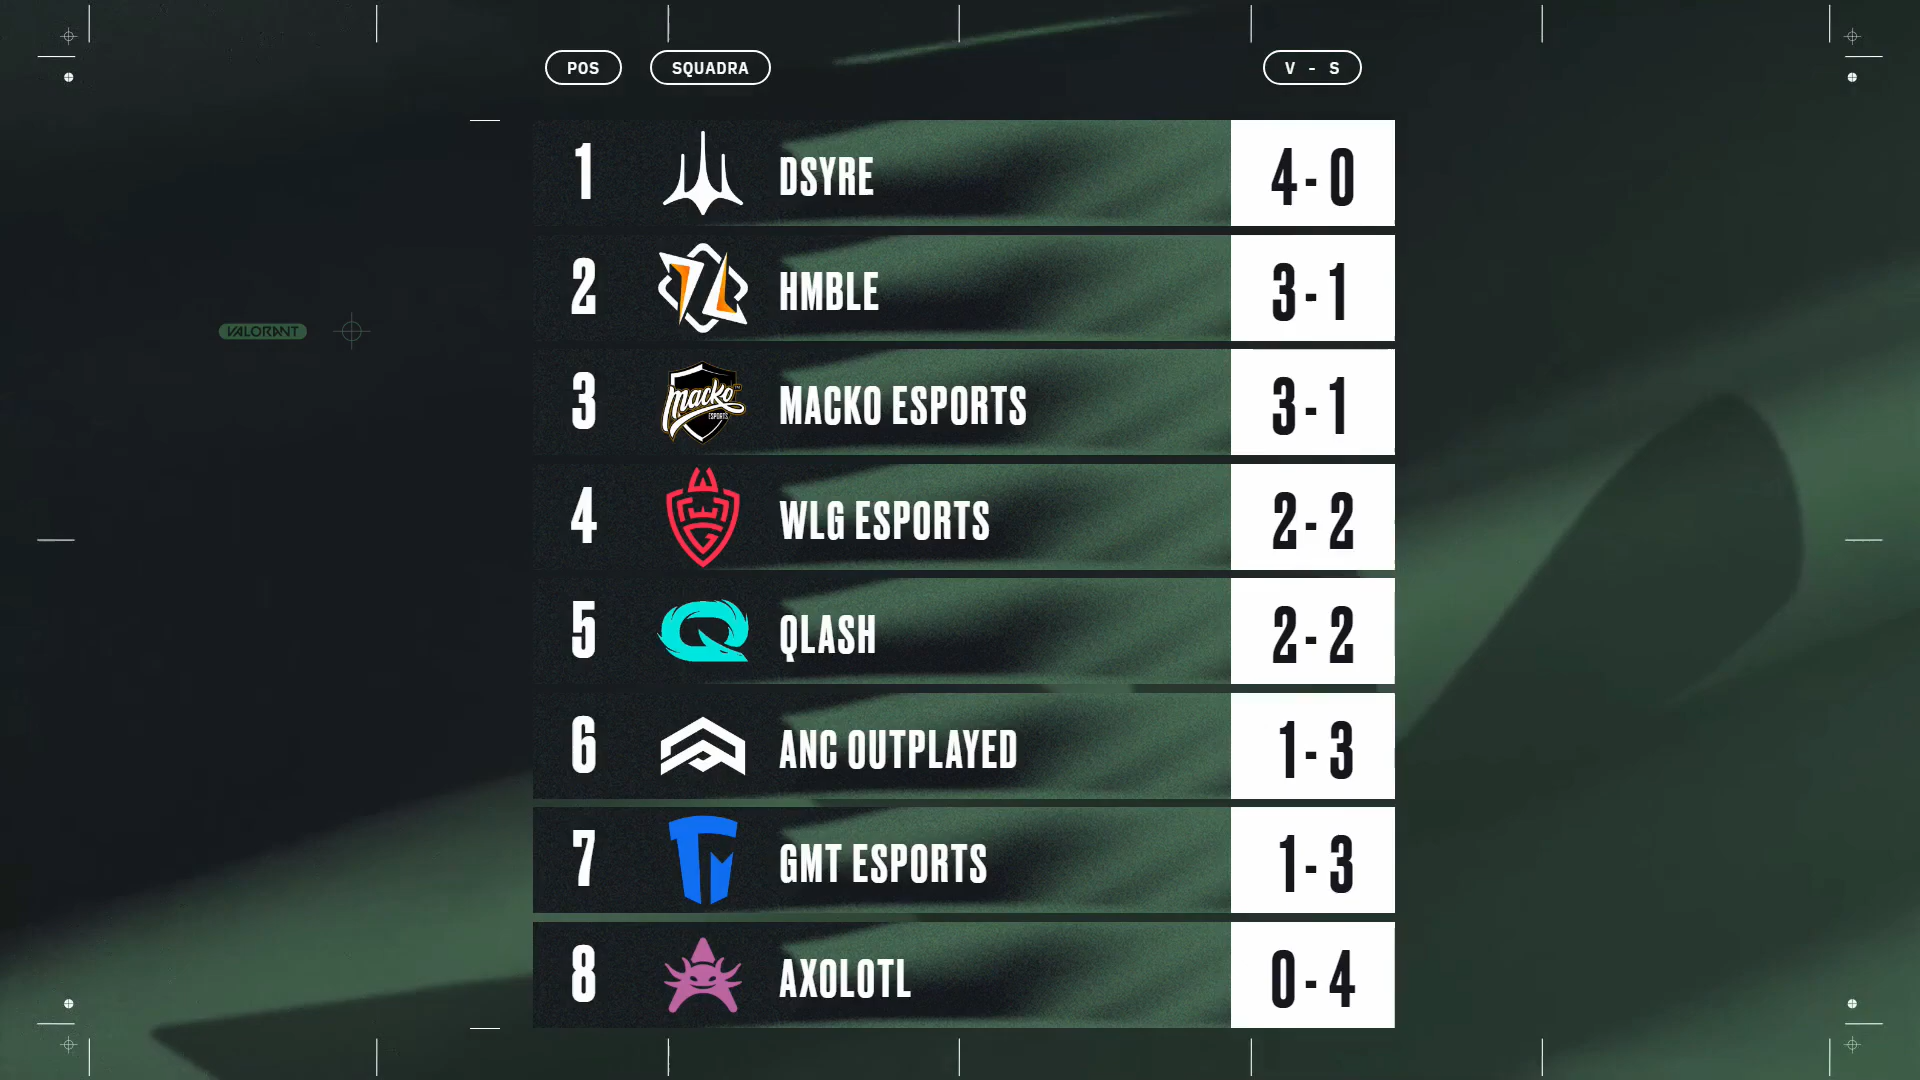 POS SQUADRA V - S
1 DSYRE 4 - 0
2 HMBLE 3 - 1
VALORANT
3 macko ESPORTS MACKO ESPORTS 3 - 1
4 WLG ESPORTS 2 - 2
5 QLASH 2 - 2
6 ANC OUTPLAYED 1 - 3
7 GMT ESPORTS 1 - 3
8 AXOLOTL 0 - 4